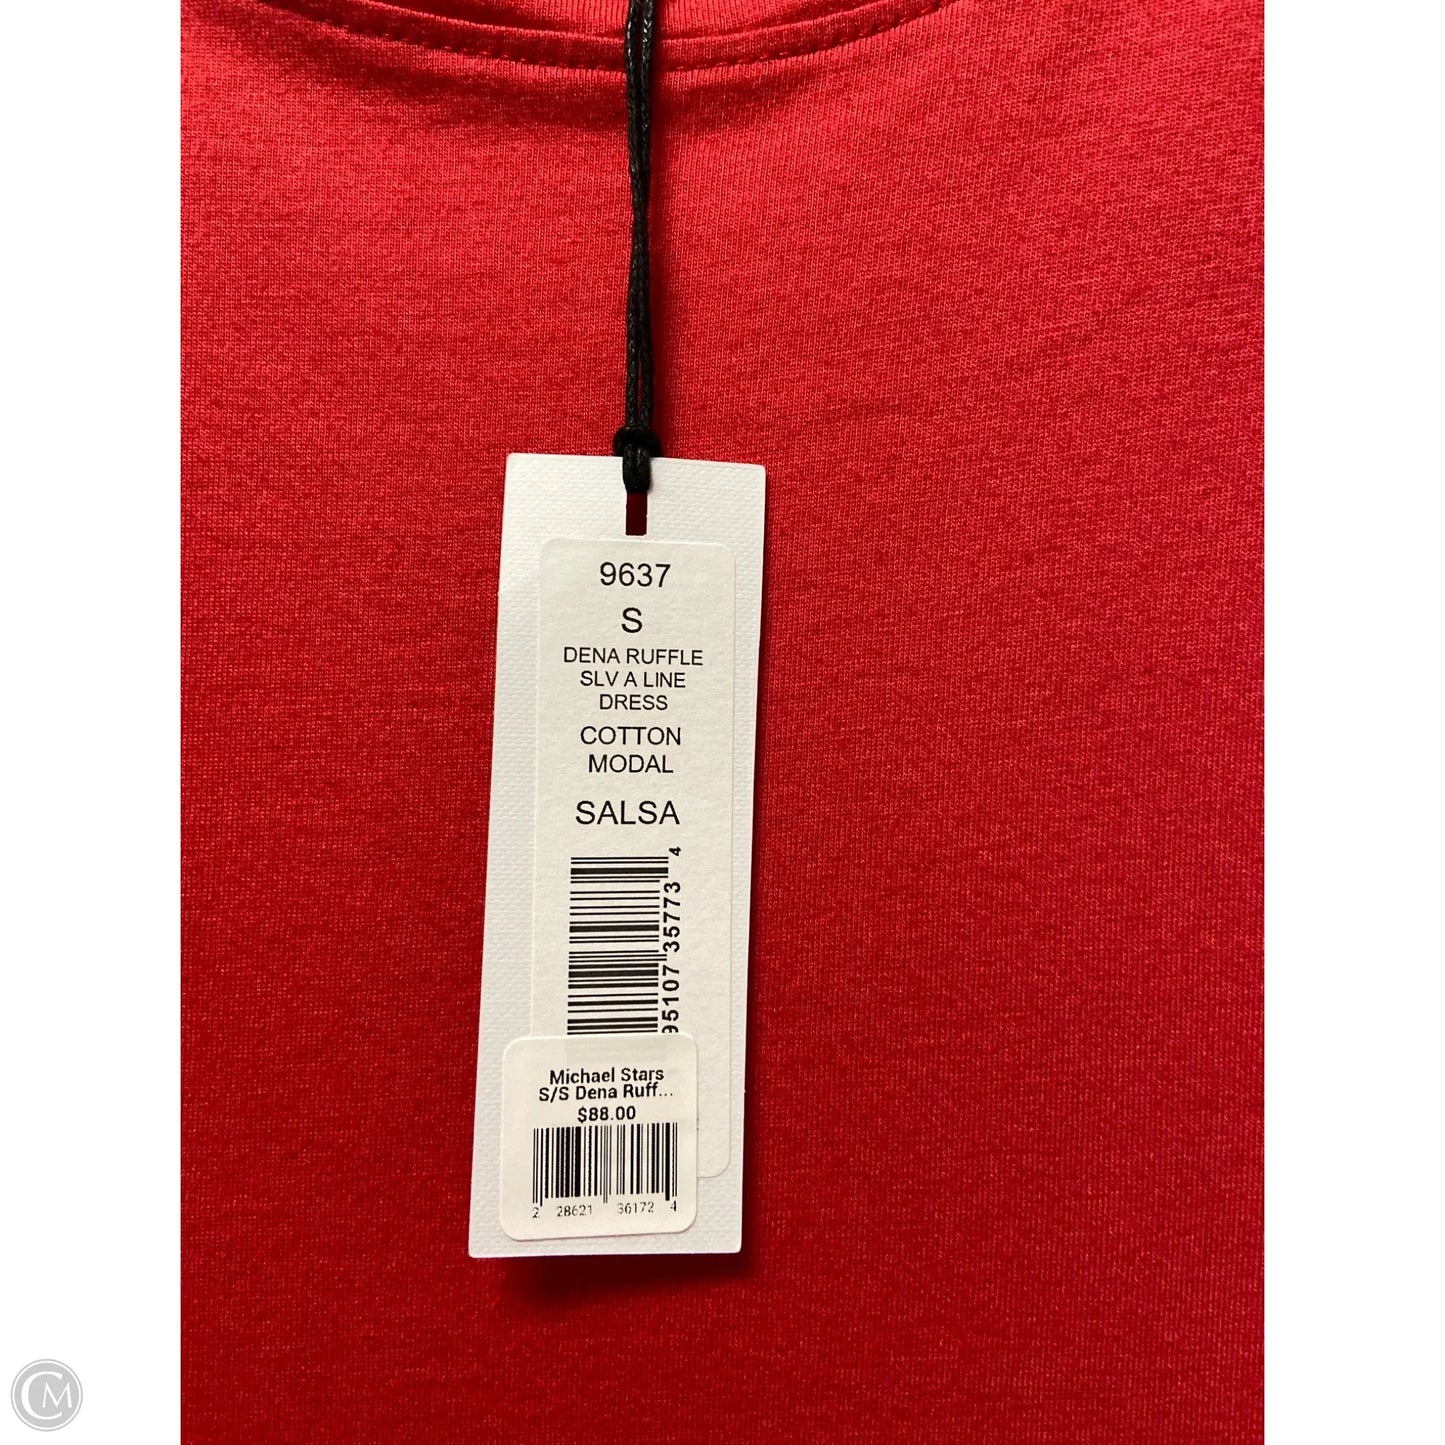 9637
S
DENA RUFFLE
SLV A LINE
DRESS
COTTON
MODAL
SALSA
95107 35773 4
Michael Stars
S/S Dena Ruff...
$88.00
2 28621 36172 4
CM